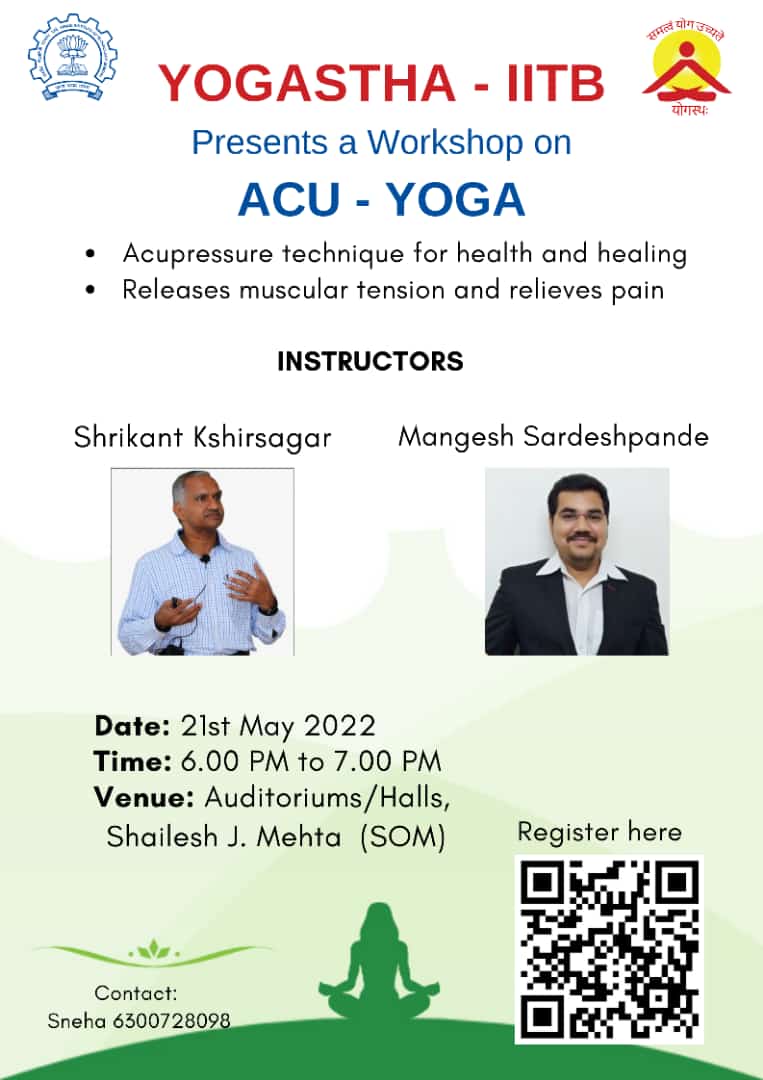 समत्वं योग उच्यते
योगस्थः
YOGASTHA - IITB
Presents a Workshop on
ACU - YOGA
• Acupressure technique for health and healing
• Releases muscular tension and relieves pain
INSTRUCTORS
Shrikant Kshirsagar
Mangesh Sardeshpande
Date: 21st May 2022
Time: 6.00 PM to 7.00 PM
Venue: Auditoriums/Halls,
Shailesh J. Mehta (SOM)
Register here
Contact:
Sneha 6300728098